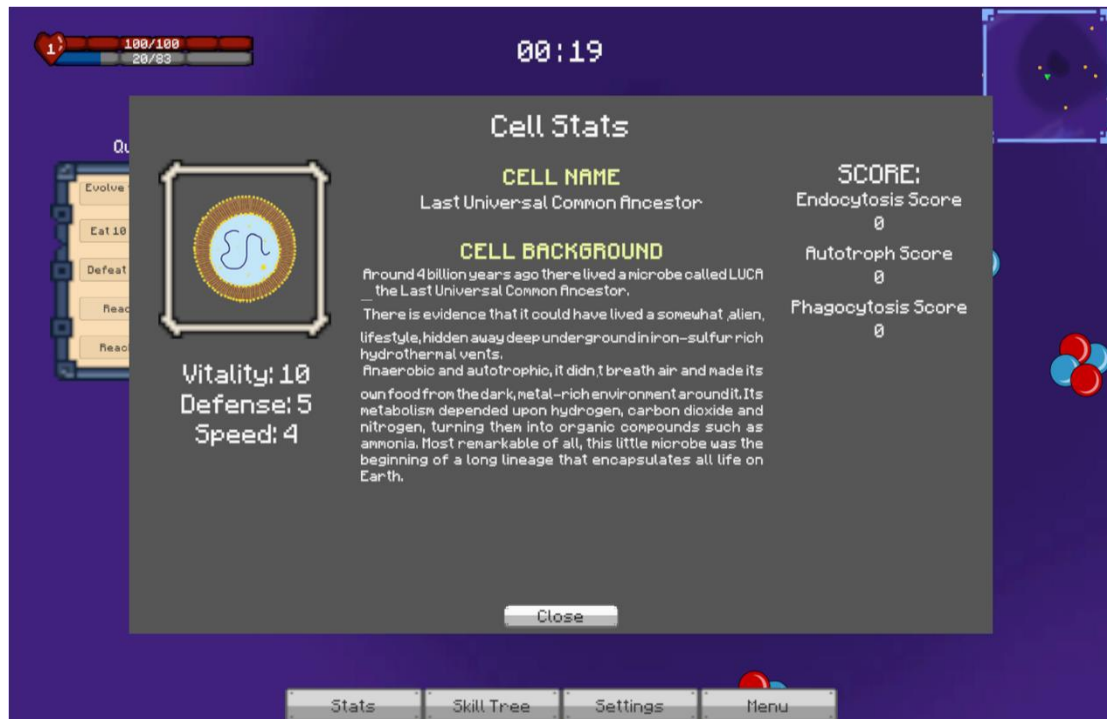 1
100/100
20/83
00:19
Qu
Evolve
Eat 10
Defeat
Reac
Reac
Cell Stats
Vitality: 10
Defense: 5
Speed: 4
CELL NAME
Last Universal Common Ancestor
CELL BACKGROUND
Around 4 billion years ago there lived a microbe called LUCA
_ the Last Universal Common Ancestor.
There is evidence that it could have lived a somewhat ,alien,
lifestyle, hidden away deep underground in iron-sulfur rich
hydrothermal vents.
Anaerobic and autotrophic, it didn,t breath air and made its
own food from the dark, metal-rich environment around it. Its
metabolism depended upon hydrogen, carbon dioxide and
nitrogen, turning them into organic compounds such as
ammonia. Most remarkable of all, this little microbe was the
beginning of a long lineage that encapsulates all life on
Earth.
SCORE:
Endocytosis Score
0
Autotroph Score
0
Phagocytosis Score
0
Close
Stats
Skill Tree
Settings
Menu